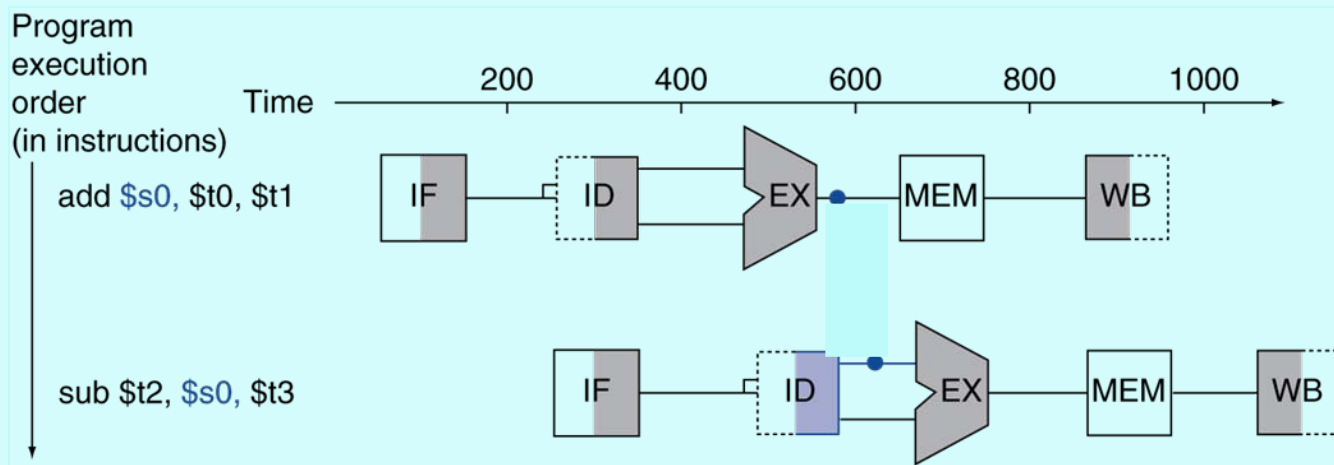 Program
execution
order
(in instructions)
Time
200 400 600 800 1000
add $s0, $t0, $t1
IF ID EX MEM WB
sub $t2, $s0, $t3
IF ID EX MEM WB